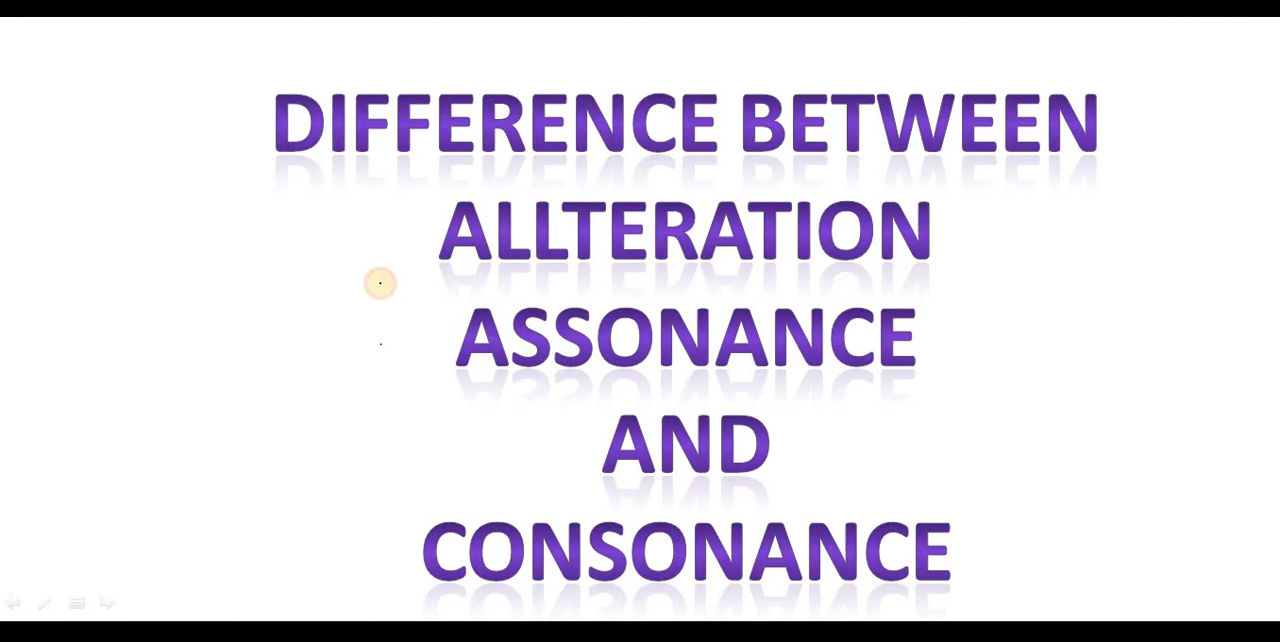 DIFFERENCE BETWEEN
ALLTERATION
ASSONANCE
AND
CONSONANCE